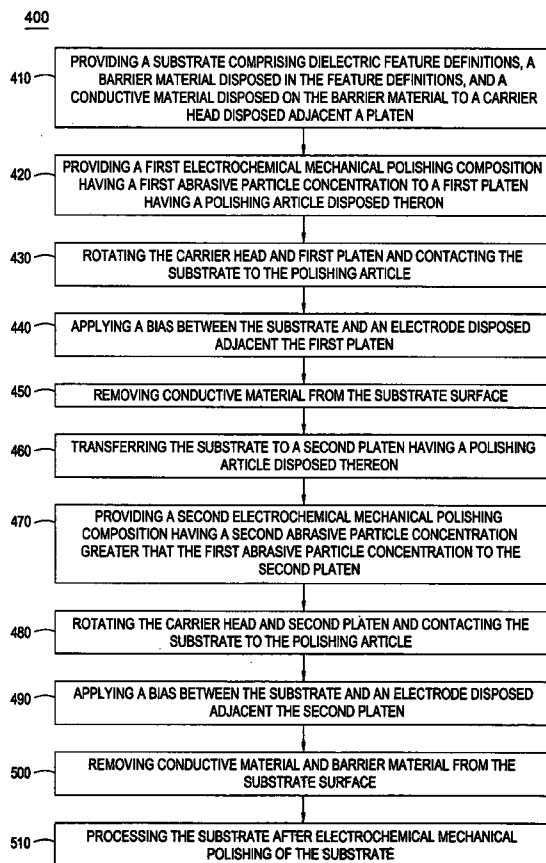 400
410
PROVIDING A SUBSTRATE COMPRISING DIELECTRIC FEATURE DEFINITIONS, A
BARRIER MATERIAL DISPOSED IN THE FEATURE DEFINITIONS, AND A
CONDUCTIVE MATERIAL DISPOSED ON THE BARRIER MATERIAL TO A CARRIER
HEAD DISPOSED ADJACENT A PLATEN
420
PROVIDING A FIRST ELECTROCHEMICAL MECHANICAL POLISHING COMPOSITION
HAVING A FIRST ABRASIVE PARTICLE CONCENTRATION TO A FIRST PLATEN
HAVING A POLISHING ARTICLE DISPOSED THERON
430
ROTATING THE CARRIER HEAD AND FIRST PLATEN AND CONTACTING THE
SUBSTRATE TO THE POLISHING ARTICLE
440
APPLYING A BIAS BETWEEN THE SUBSTRATE AND AN ELECTRODE DISPOSED
ADJACENT THE FIRST PLATEN
450
REMOVING CONDUCTIVE MATERIAL FROM THE SUBSTRATE SURFACE
460
TRANSFERRING THE SUBSTRATE TO A SECOND PLATEN HAVING A POLISHING
ARTICLE DISPOSED THEREON
470
PROVIDING A SECOND ELECTROCHEMICAL MECHANICAL POLISHING
COMPOSITION HAVING A SECOND ABRASIVE PARTICLE CONCENTRATION
GREATER THAT THE FIRST ABRASIVE PARTICLE CONCENTRATION TO THE
SECOND PLATEN
480
ROTATING THE CARRIER HEAD AND SECOND PLATEN AND CONTACTING THE
SUBSTRATE TO THE POLISHING ARTICLE
490
APPLYING A BIAS BETWEEN THE SUBSTRATE AND AN ELECTRODE DISPOSED
ADJACENT THE SECOND PLATEN
500
REMOVING CONDUCTIVE MATERIAL AND BARRIER MATERIAL FROM THE
SUBSTRATE SURFACE
510
PROCESSING THE SUBSTRATE AFTER ELECTROCHEMICAL MECHANICAL
POLISHING OF THE SUBSTRATE